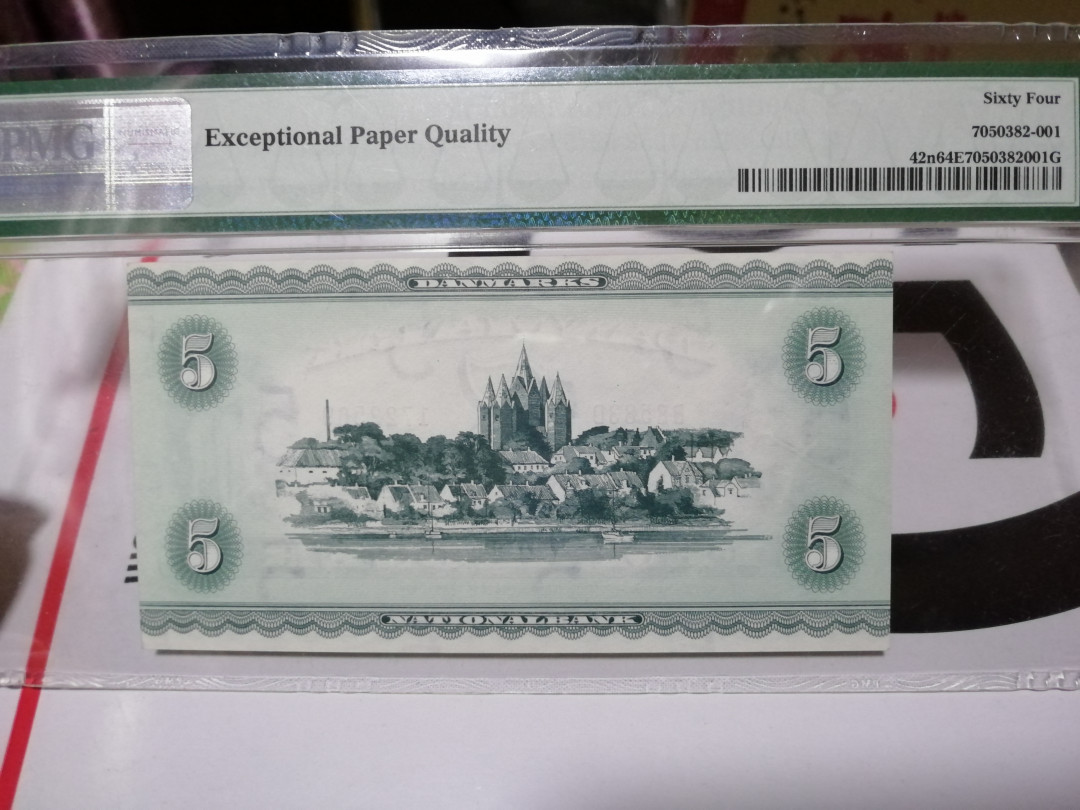 PMG
Exceptional Paper Quality
Sixty Four
7050382-001
42n64E7050382001G
DANMARKS
5
5
5
5
NATIONALBANK